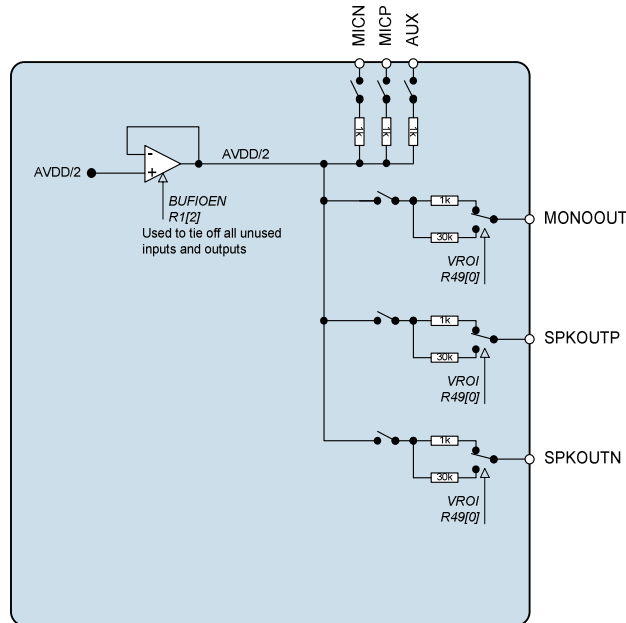 MICN
MICP
AUX
1k
1k
1k
AVDD/2
-
+
AVDD/2
BUFIOEN
R1[2]
Used to tie off all unused
inputs and outputs
1k
30k
MONOOUT
VROI
R49[0]
1k
30k
SPKOUTP
VROI
R49[0]
1k
30k
SPKOUTN
VROI
R49[0]